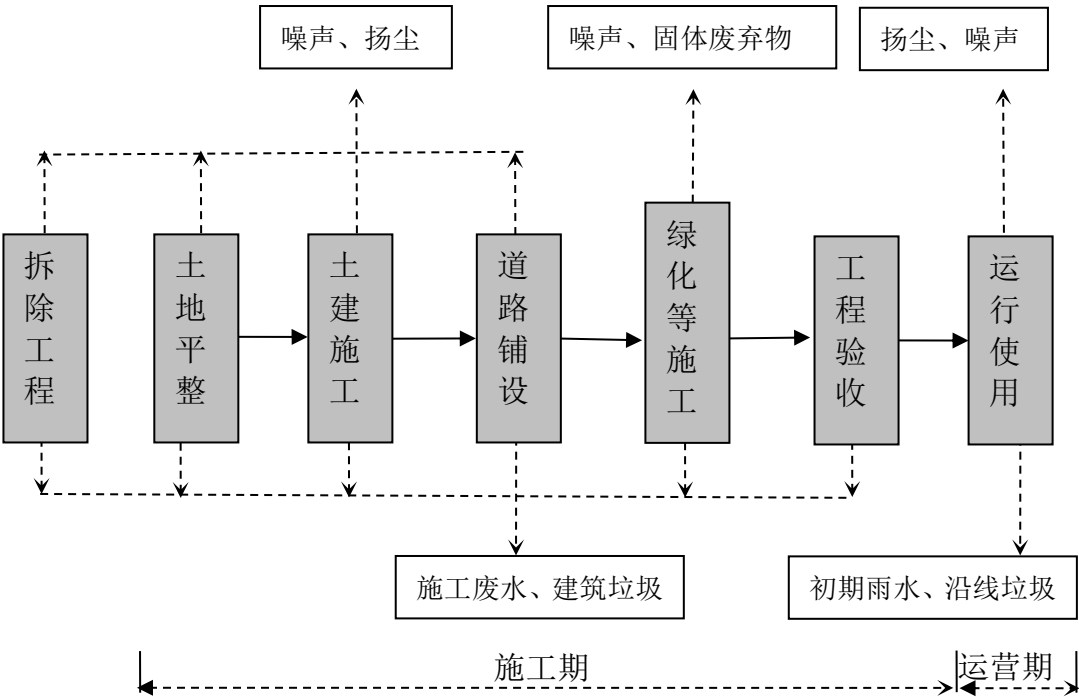 噪声、扬尘
噪声、固体废弃物
扬尘、噪声
拆除工程
土地平整
土建施工
道路铺设
绿化等施工
工程验收
运行使用
施工废水、建筑垃圾
初期雨水、沿线垃圾
施工期
运营期